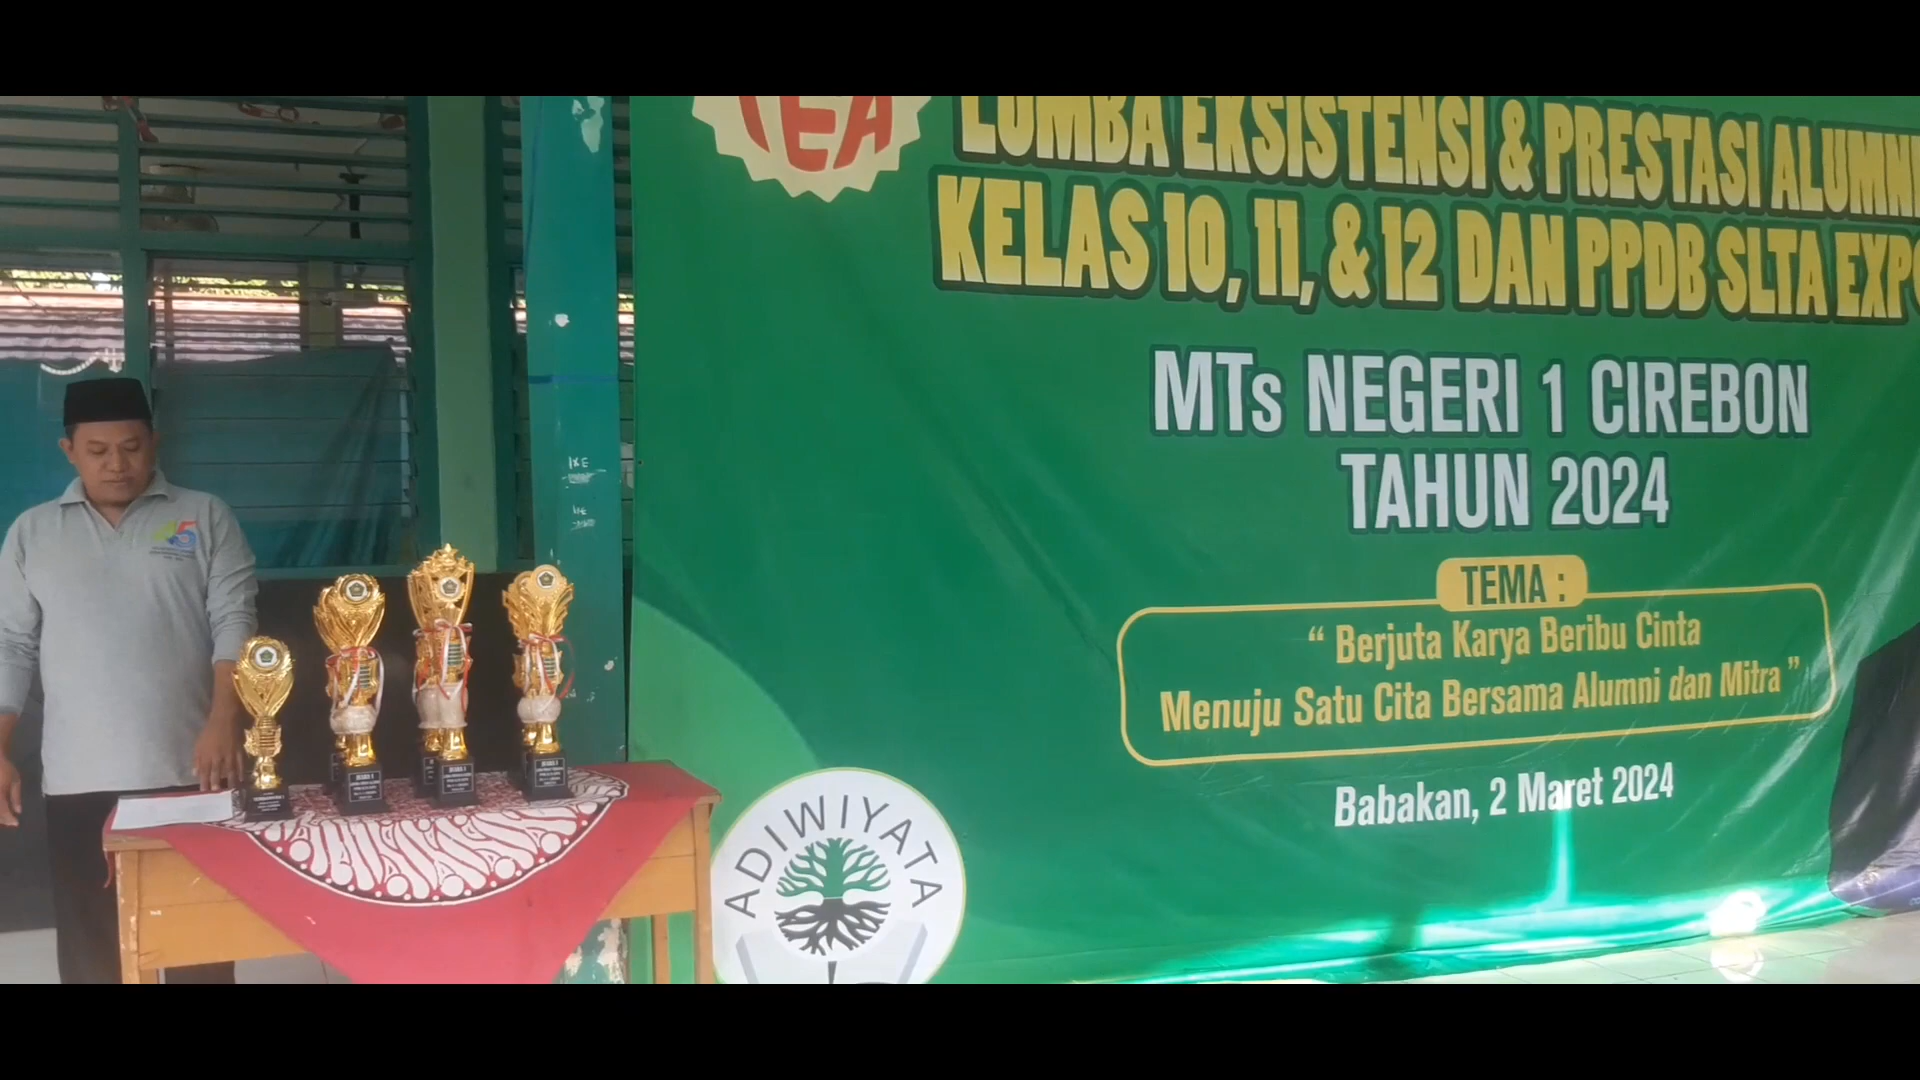 TEA
LOMBA EKSISTENSI & PRESTASI ALUMNI
KELAS 10, 11, & 12 DAN PPDB SLTA EXPO
MTs NEGERI 1 CIREBON
TAHUN 2024
TEMA :
“ Berjuta Karya Beribu Cinta
Menuju Satu Cita Bersama Alumni dan Mitra ”
Babakan, 2 Maret 2024
ADIWIYATA